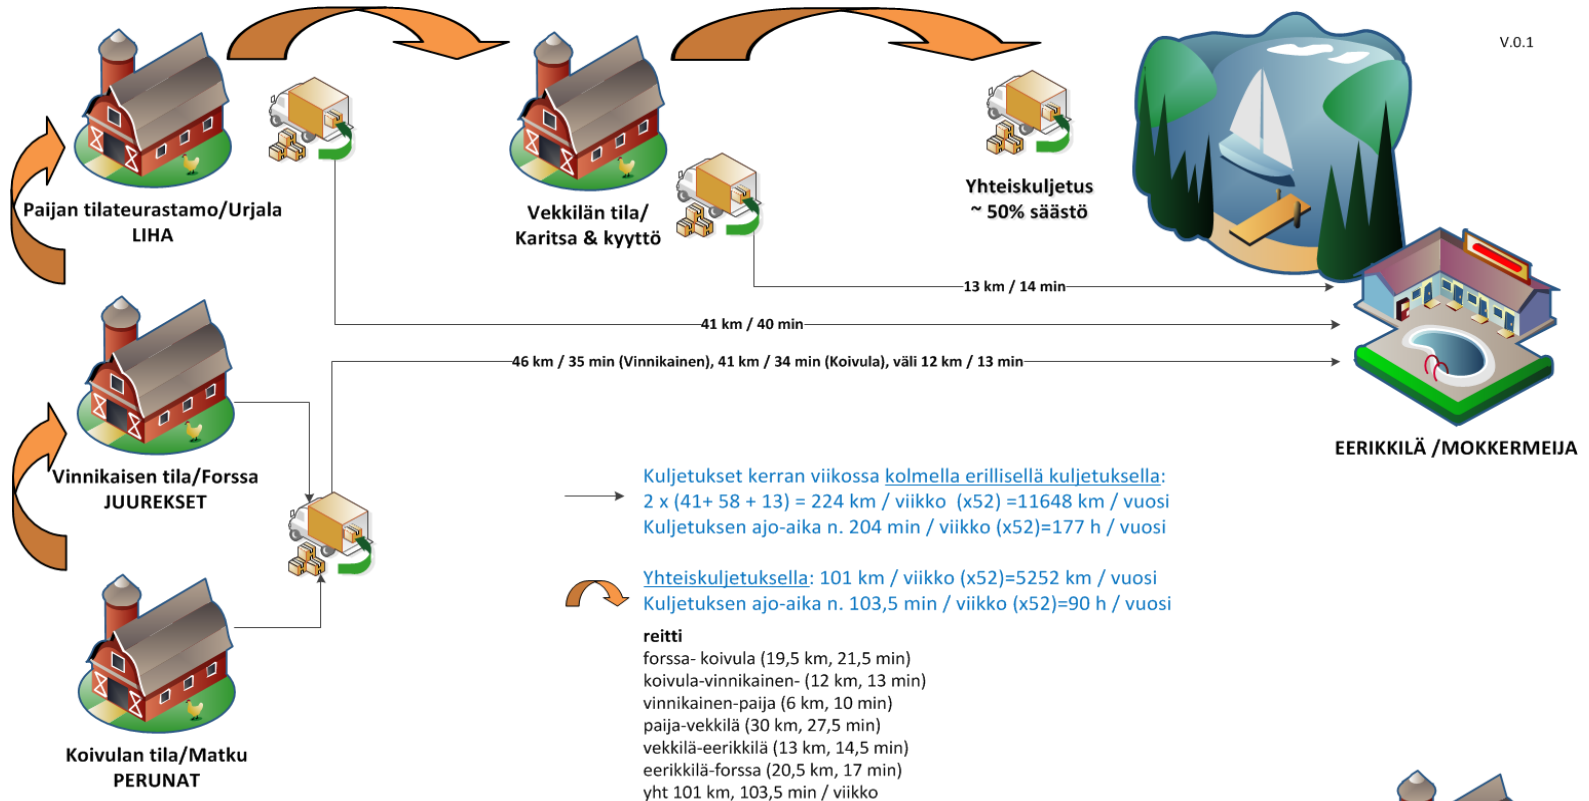 V.0.1
Paijan tilateurastamo/Urjala
LIHA
Vekkilän tila/
Karitsa & kyyttö
Yhteiskuljetus
~ 50% säästö
13 km / 14 min
41 km / 40 min
46 km / 35 min (Vinnikainen), 41 km / 34 min (Koivula), väli 12 km / 13 min
EERIKKILÄ /MOKKERMEIJA
Vinnikaisen tila/Forssa
JUUREKSET
Koivulan tila/Matku
PERUNAT
Kuljetukset kerran viikossa kolmella erillisellä kuljetuksella:
2 x (41+ 58 + 13) = 224 km / viikko (x52) =11648 km / vuosi
Kuljetuksen ajo-aika n. 204 min / viikko (x52)=177 h / vuosi
Yhteiskuljetuksella: 101 km / viikko (x52)=5252 km / vuosi
Kuljetuksen ajo-aika n. 103,5 min / viikko (x52)=90 h / vuosi
reitti
forssa- koivula (19,5 km, 21,5 min)
koivula-vinnikainen- (12 km, 13 min)
vinnikainen-paija (6 km, 10 min)
paija-vekkilä (30 km, 27,5 min)
vekkilä-eerikkilä (13 km, 14,5 min)
eerikkilä-forssa (20,5 km, 17 min)
yht 101 km, 103,5 min / viikko